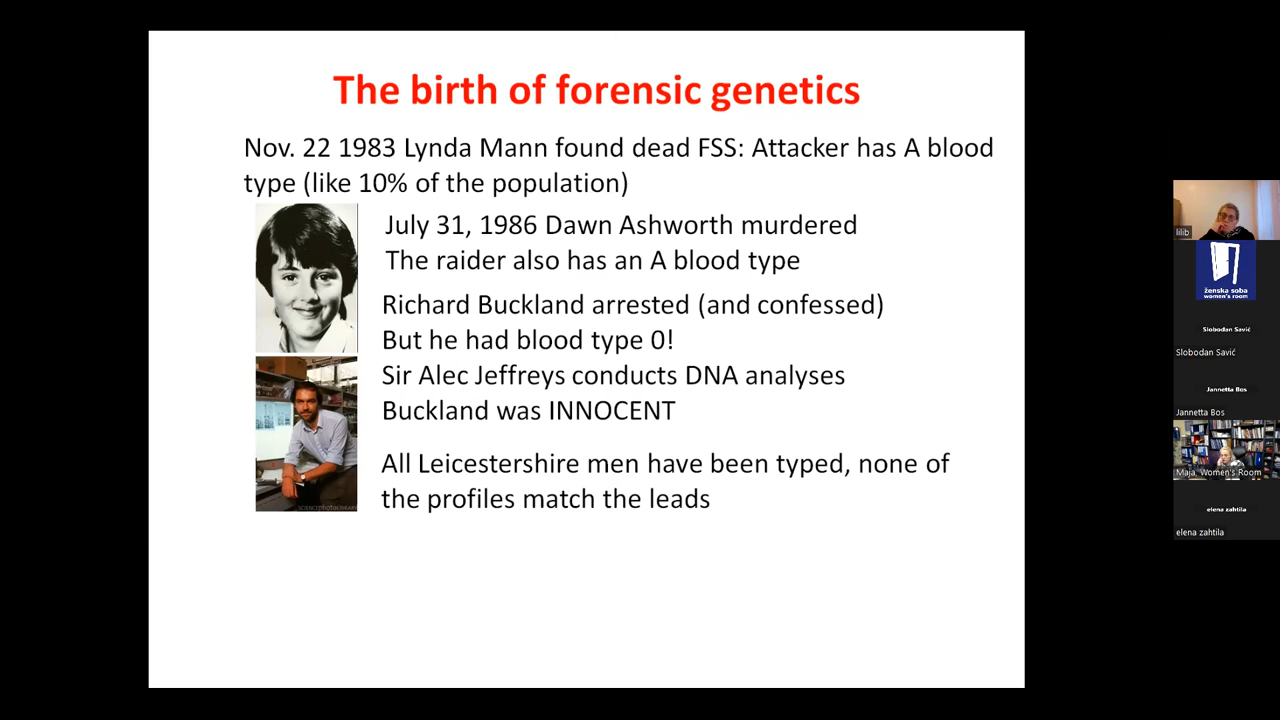 The birth of forensic genetics
Nov. 22 1983 Lynda Mann found dead FSS: Attacker has A blood
type (like 10% of the population)
July 31, 1986 Dawn Ashworth murdered
The raider also has an A blood type
Richard Buckland arrested (and confessed)
But he had blood type 0!
Sir Alec Jeffreys conducts DNA analyses
Buckland was INNOCENT
All Leicestershire men have been typed, none of
the profiles match the leads
lilib
ženska soba
women's room
Slobodan Savić
Slobodan Savić
Jannetta Bos
Jannetta Bos
Maja, Women's Room
elena zahtila
elena zahtila